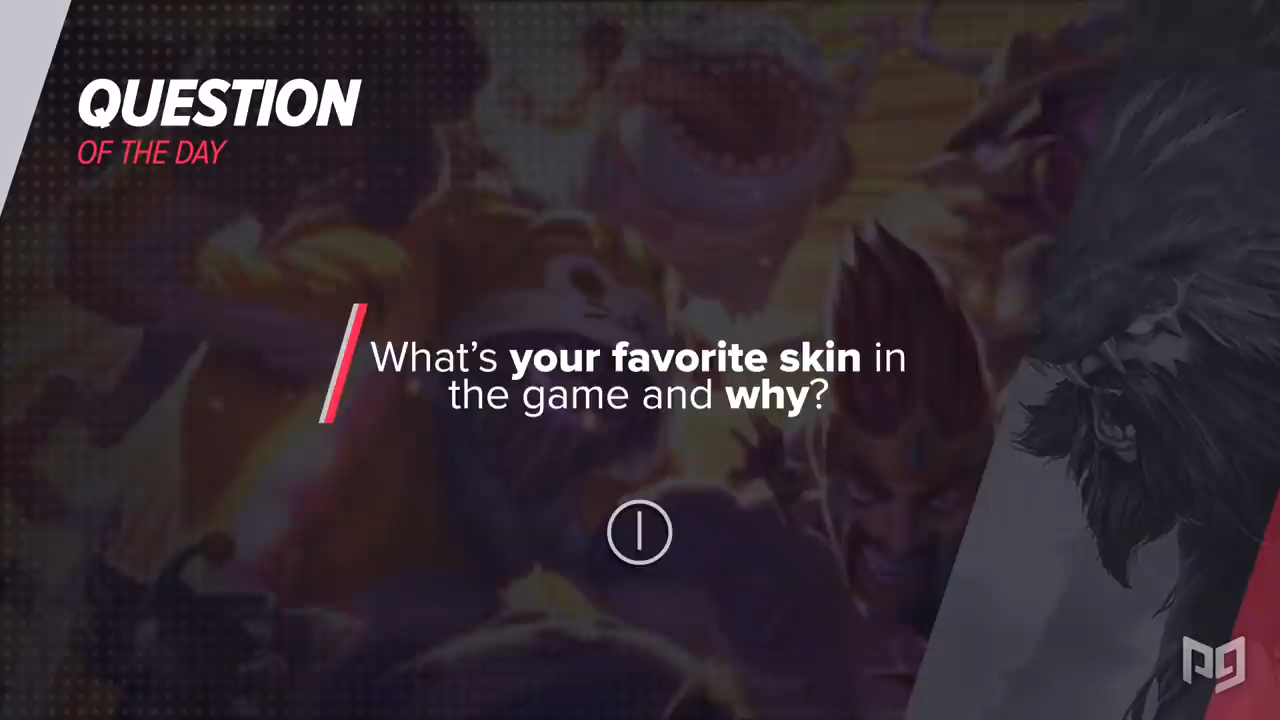 QUESTION
OF THE DAY
What's your favorite skin in
the game and why?
PG